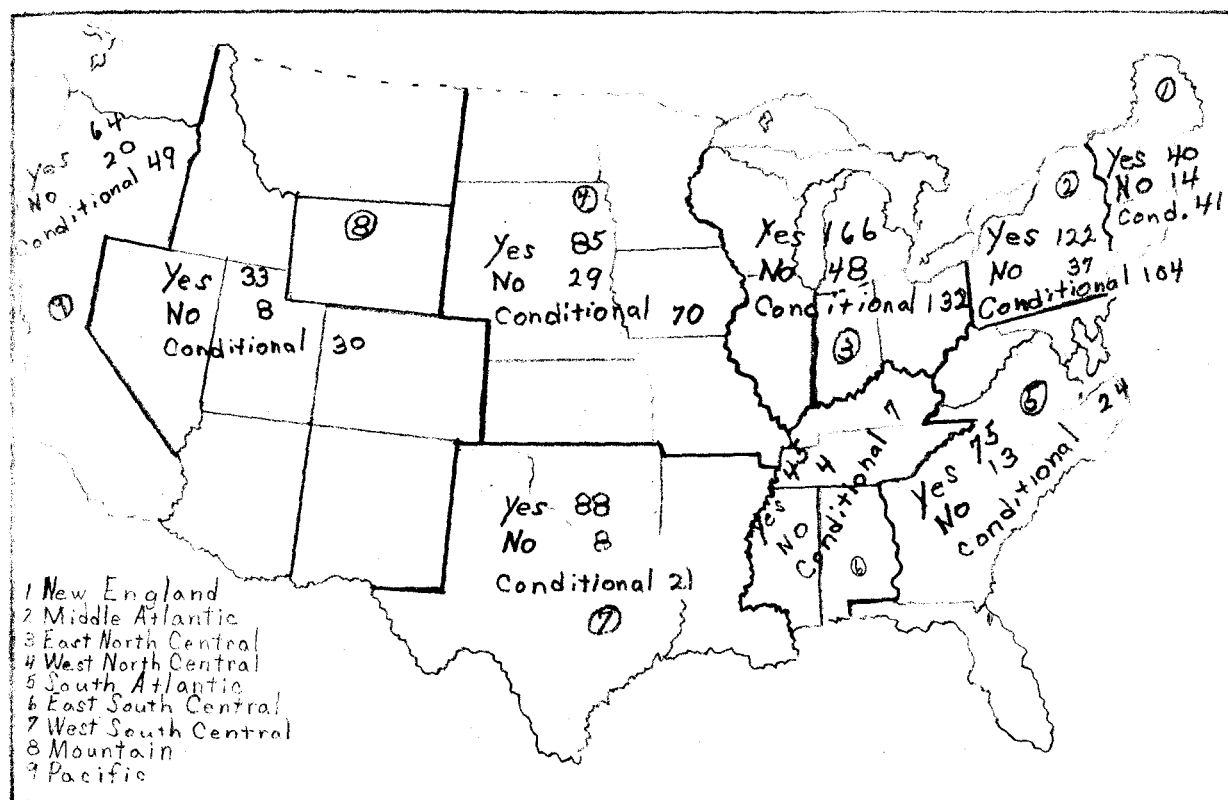 64
Yes 20
No
Conditional 49
9
Yes 33
No 8
Conditional 30
8
4
Yes 85
No 29
Conditional 70
Yes 166
No 48
Conditional 132
3
2
Yes 122
No 37
Conditional 104
1
Yes 40
No 14
Cond. 41
5
Yes 75
No 13
Conditional 24
Yes 45
No 4
Conditional 7
6
Yes 88
No 8
Conditional 21
7
1 New England
2 Middle Atlantic
3 East North Central
4 West North Central
5 South Atlantic
6 East South Central
7 West South Central
8 Mountain
9 Pacific